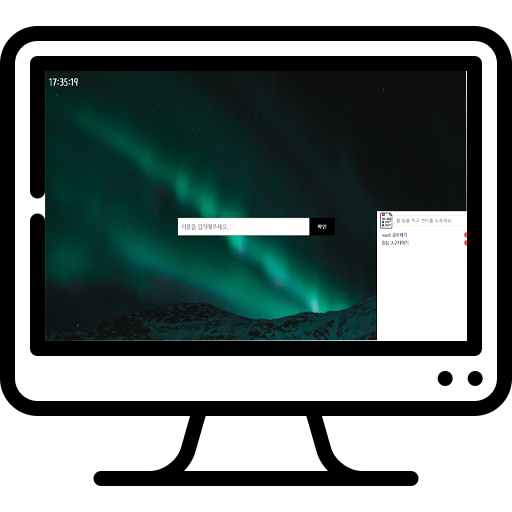 17:35:19
이름을 입력해주세요.
확인
할 일을 적고 엔터를 누르세요
react 공부하기
점심 고구마먹기